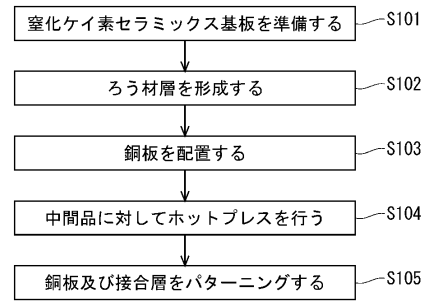 窒化ケイ素セラミックス基板を準備する S101
ろう材層を形成する S102
銅板を配置する S103
中間品に対してホットプレスを行う S104
銅板及び接合層をパターニングする S105